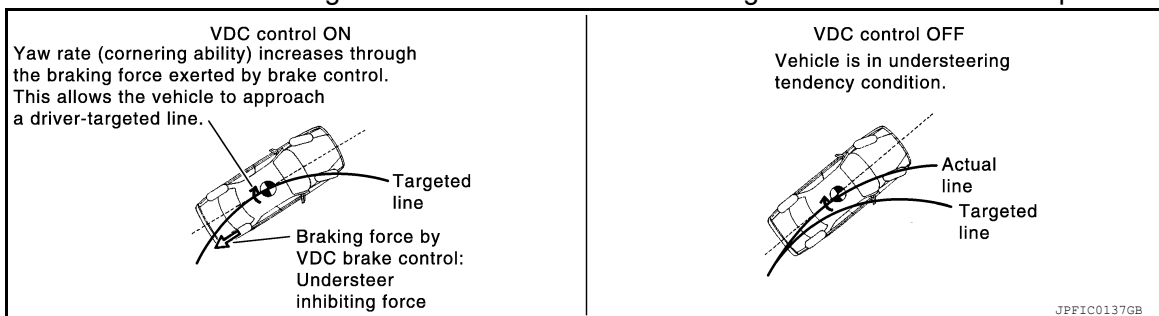 VDC control ON
Yaw rate (cornering ability) increases through
the braking force exerted by brake control.
This allows the vehicle to approach
a driver-targeted line.
Targeted
line
Braking force by
VDC brake control:
Understeer
inhibiting force
VDC control OFF
Vehicle is in understeering
tendency condition.
Actual
line
Targeted
line
JPFIC0137GB